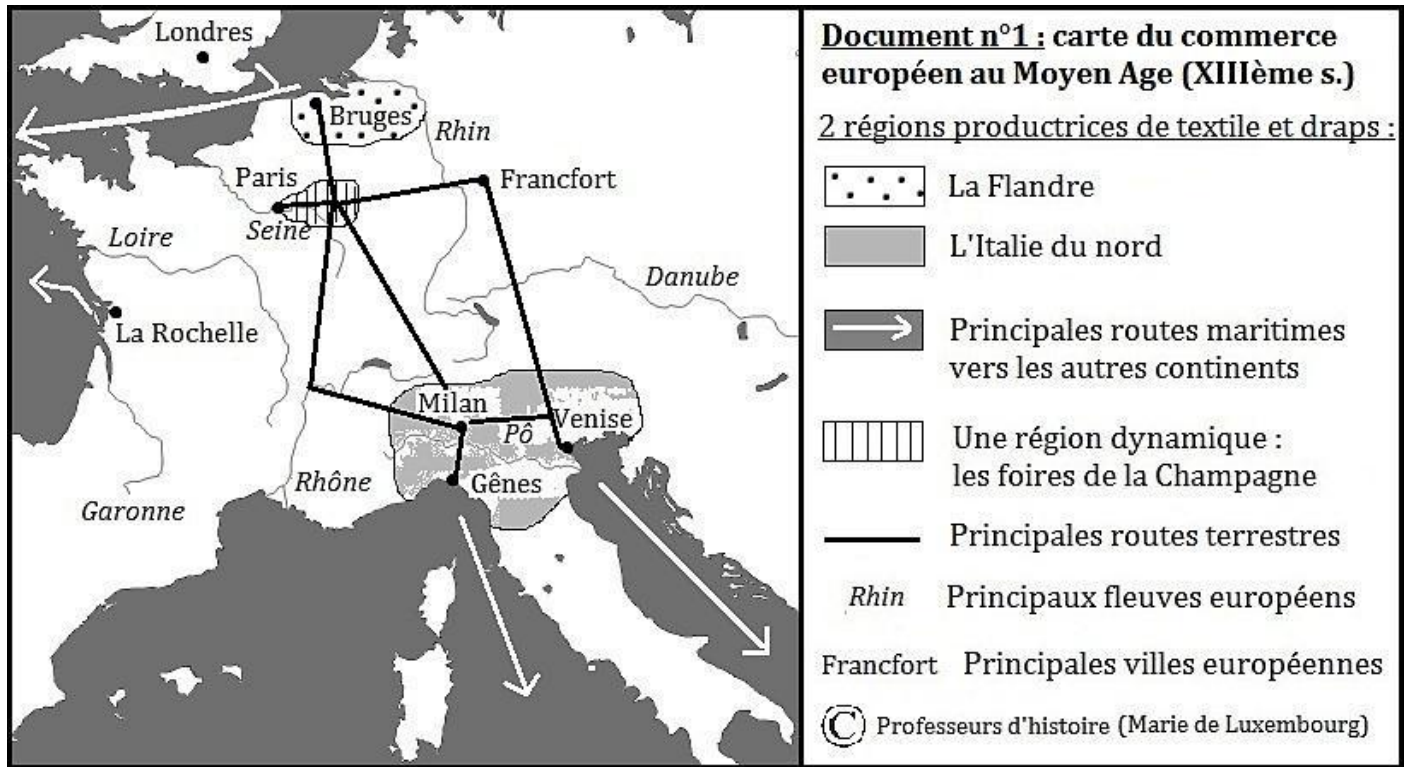 Londres
Bruges
Rhin
Paris
Francfort
Seine
Loire
Danube
La Rochelle
Milan
Venise
Pô
Rhône
Gênes
Garonne
Document n°1 : carte du commerce
européen au Moyen Age (XIIIème s.)
2 régions productrices de textile et draps :
La Flandre
L'Italie du nord
Principales routes maritimes
vers les autres continents
Une région dynamique :
les foires de la Champagne
Principales routes terrestres
Rhin Principaux fleuves européens
Francfort Principales villes européennes
© Professeurs d'histoire (Marie de Luxembourg)